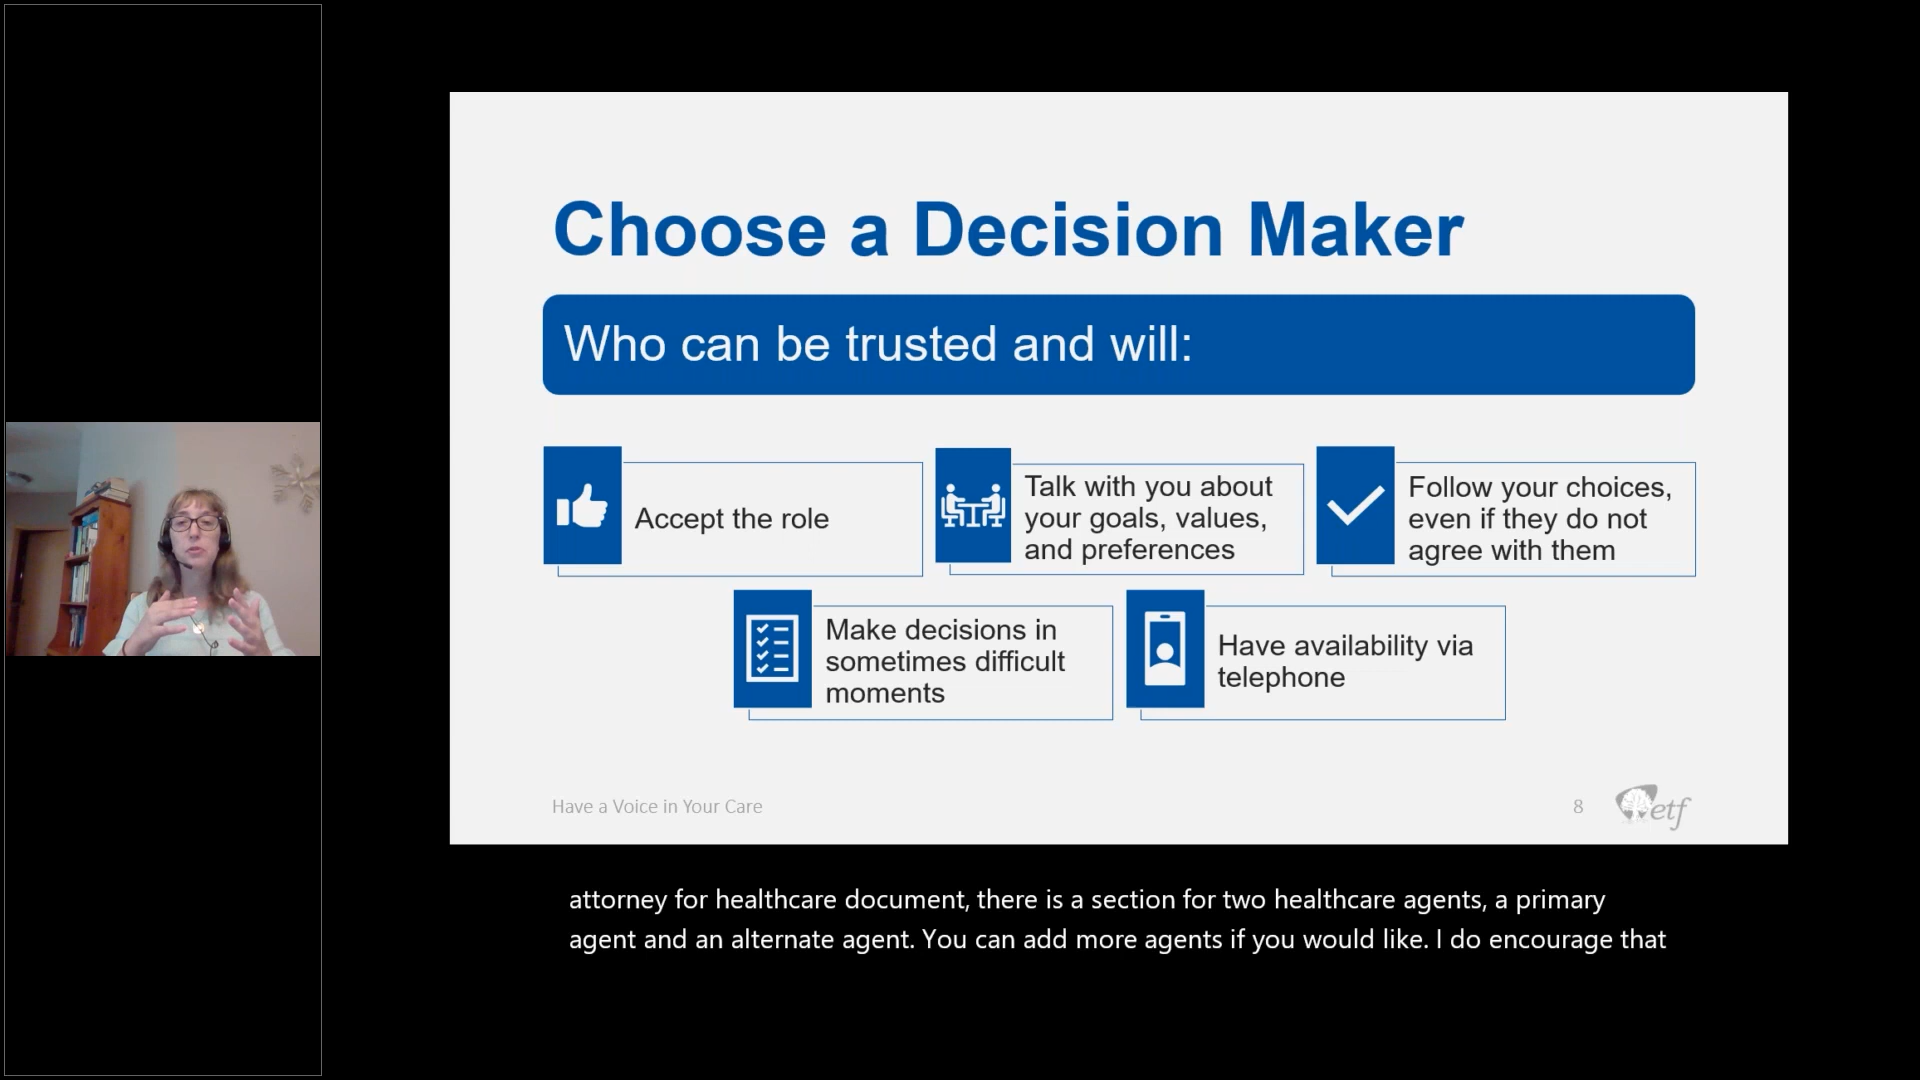 Choose a Decision Maker
Who can be trusted and will:
Accept the role
Talk with you about
your goals, values,
and preferences
Follow your choices,
even if they do not
agree with them
Make decisions in
sometimes difficult
moments
Have availability via
telephone
Have a Voice in Your Care
8
etf
attorney for healthcare document, there is a section for two healthcare agents, a primary
agent and an alternate agent. You can add more agents if you would like. I do encourage that